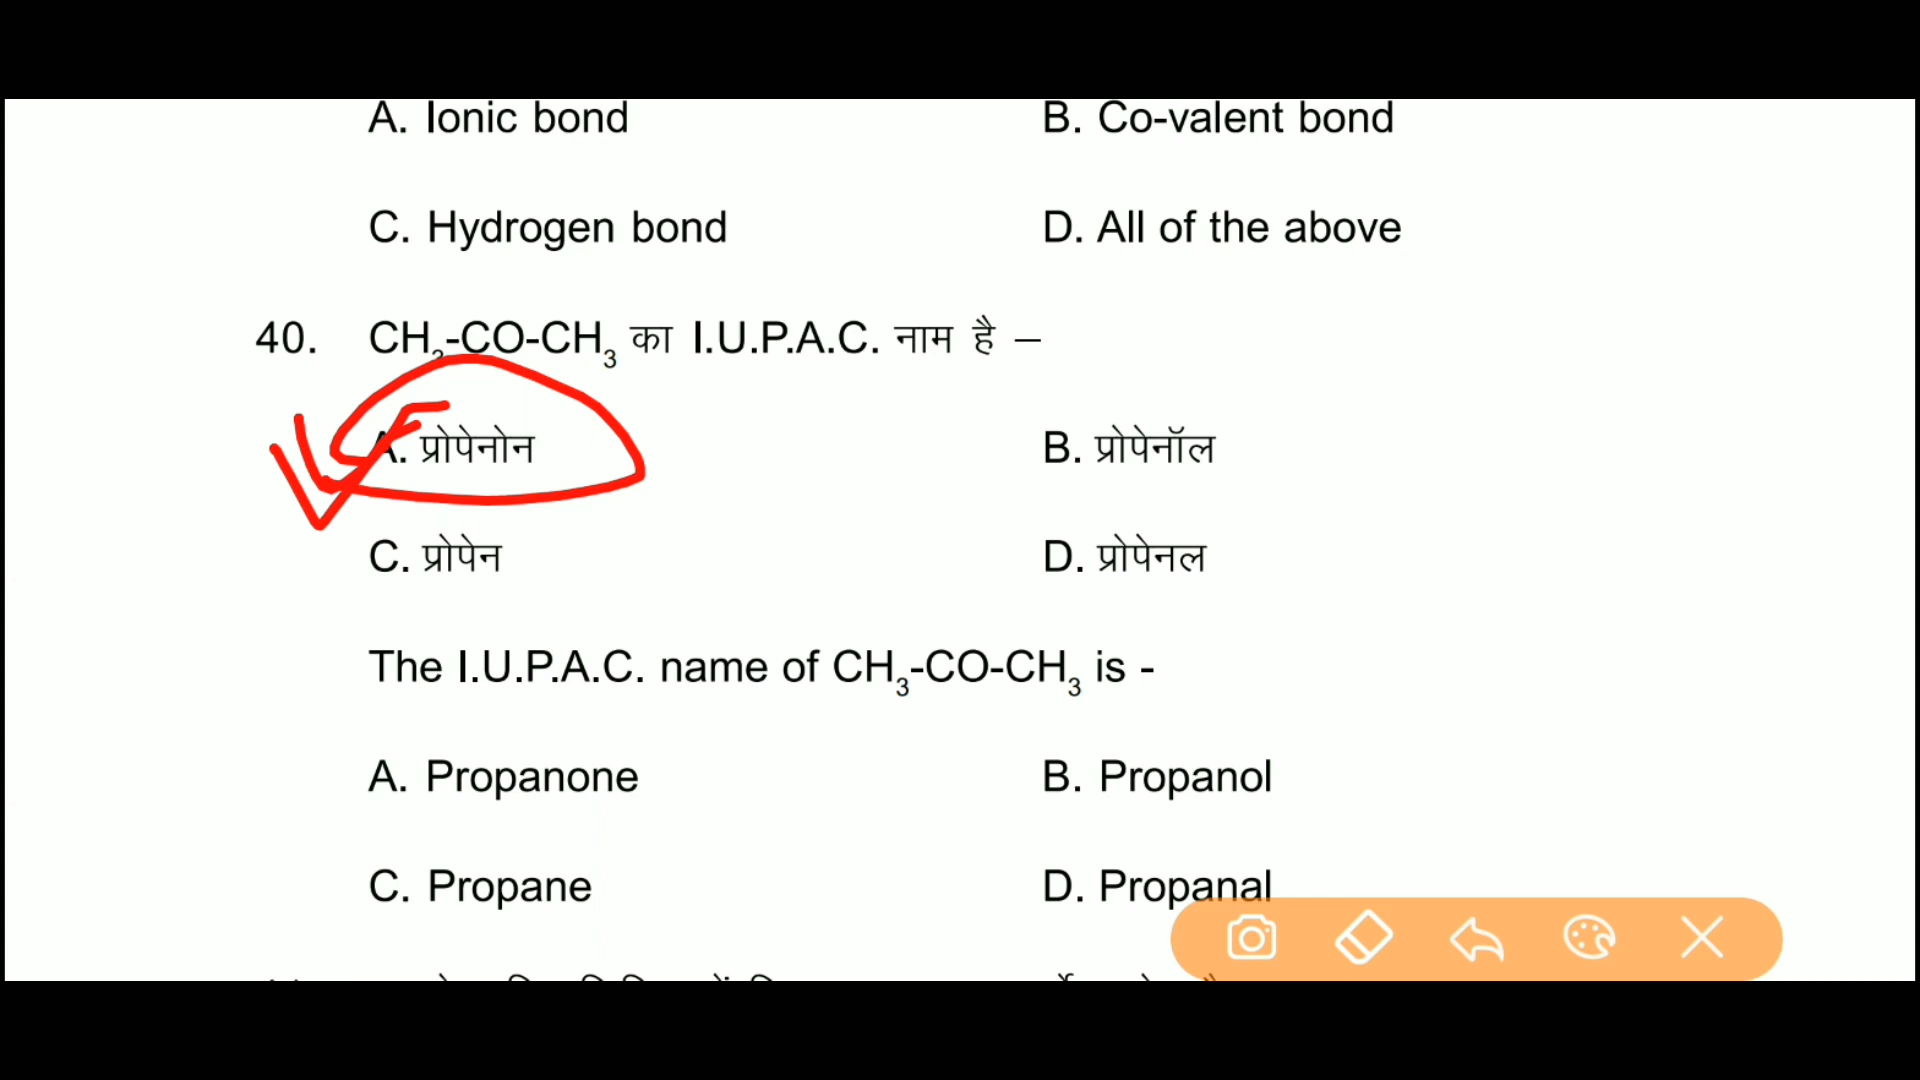 A. Ionic bond B. Co-valent bond
C. Hydrogen bond D. All of the above
40. CH3-CO-CH3 का I.U.P.A.C. नाम है –
A. प्रोपेनोन B. प्रोपेनॉल
C. प्रोपेन D. प्रोपेनल
The I.U.P.A.C. name of CH3-CO-CH3 is -
A. Propanone B. Propanol
C. Propane D. Propanal